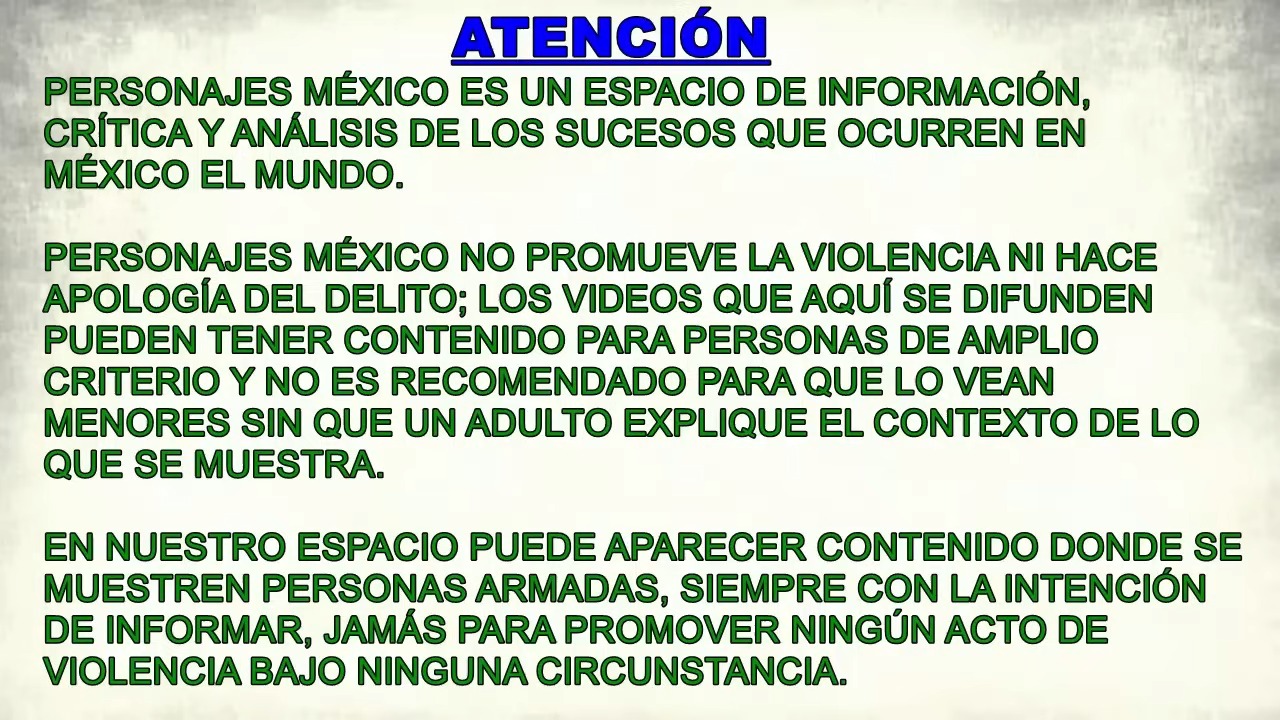 ATENCIÓN
PERSONAJES MÉXICO ES UN ESPACIO DE INFORMACIÓN,
CRÍTICA Y ANÁLISIS DE LOS SUCESOS QUE OCURREN EN
MÉXICO EL MUNDO.
PERSONAJES MÉXICO NO PROMUEVE LA VIOLENCIA NI HACE
APOLOGÍA DEL DELITO; LOS VIDEOS QUE AQUÍ SE DIFUNDEN
PUEDEN TENER CONTENIDO PARA PERSONAS DE AMPLIO
CRITERIO Y NO ES RECOMENDADO PARA QUE LO VEAN
MENORES SIN QUE UN ADULTO EXPLIQUE EL CONTEXTO DE LO
QUE SE MUESTRA.
EN NUESTRO ESPACIO PUEDE APARECER CONTENIDO DONDE SE
MUESTREN PERSONAS ARMADAS, SIEMPRE CON LA INTENCIÓN
DE INFORMAR, JAMÁS PARA PROMOVER NINGÚN ACTO DE
VIOLENCIA BAJO NINGUNA CIRCUNSTANCIA.